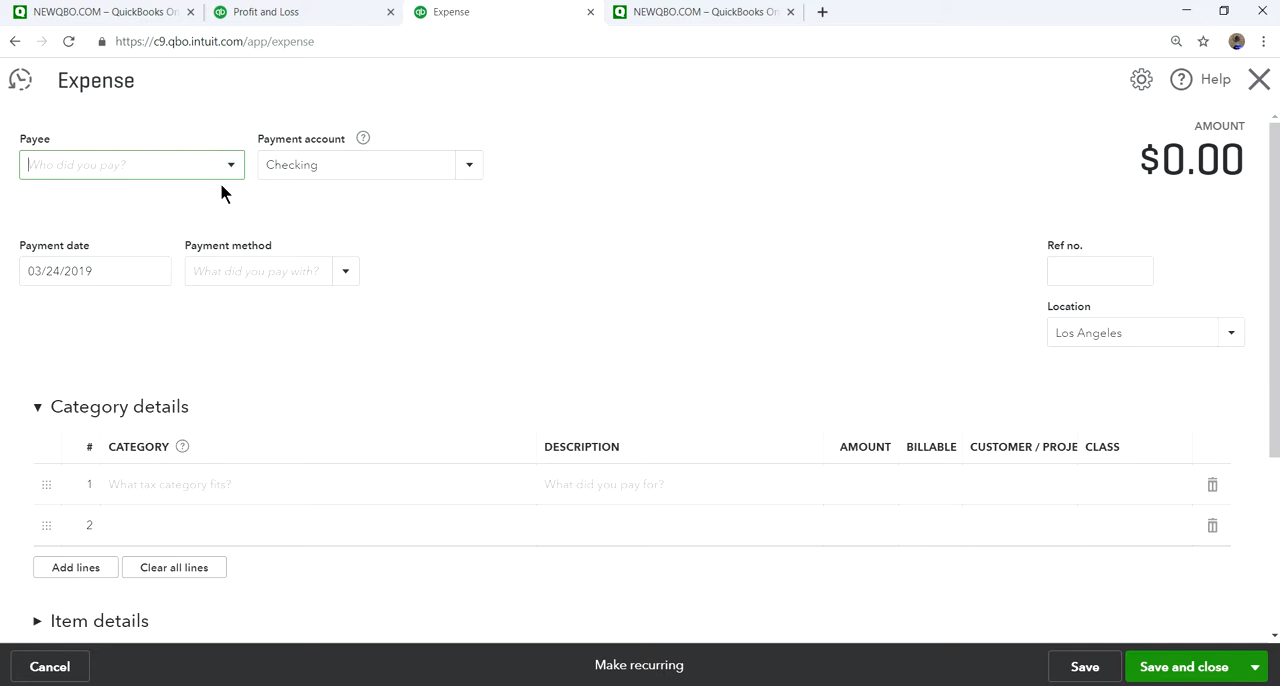 NEWQBO.COM – QuickBooks On
Profit and Loss
Expense
NEWQBO.COM – QuickBooks On
https://c9.qbo.intuit.com/app/expense
Expense
Help
AMOUNT
$0.00
Payee
Payment account
Who did you pay?
Checking
Payment date
Payment method
Ref no.
03/24/2019
What did you pay with?
Location
Los Angeles
Category details
# CATEGORY DESCRIPTION AMOUNT BILLABLE CUSTOMER / PROJE CLASS
1 What tax category fits? What did you pay for?
2
Add lines Clear all lines
Item details
Cancel Make recurring Save Save and close